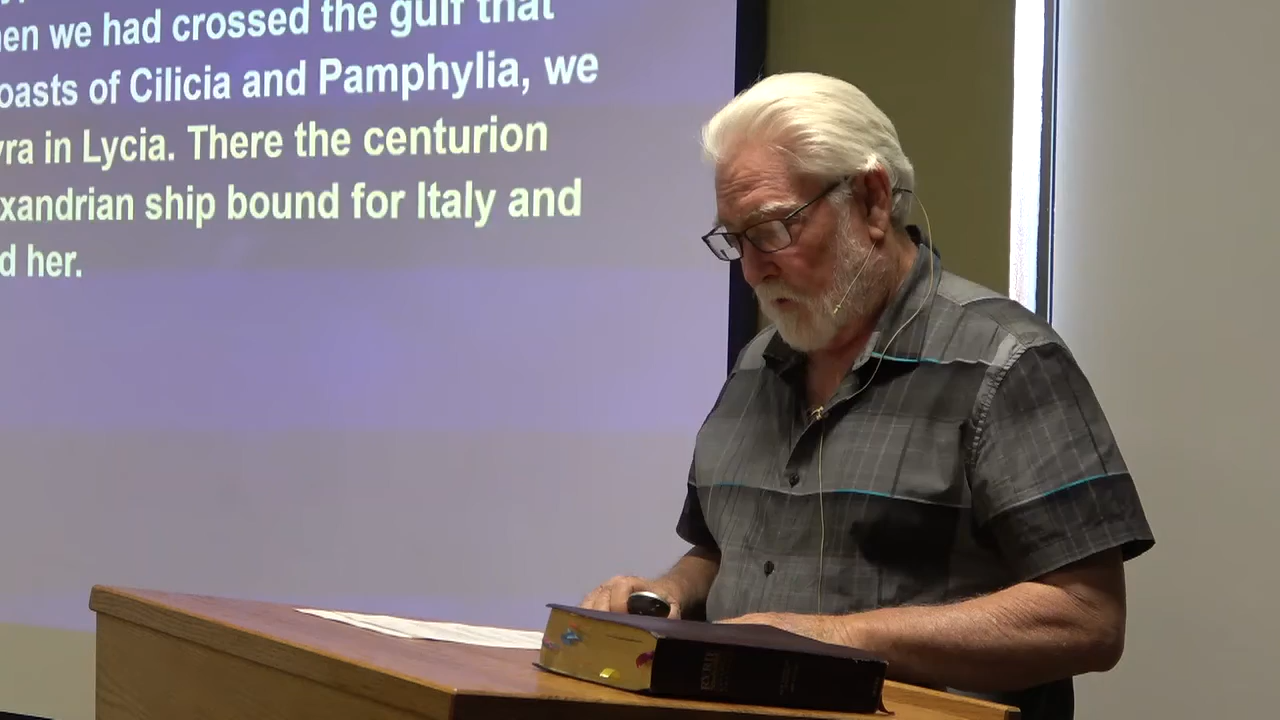 en we had crossed the gulf that
oasts of Cilicia and Pamphylia, we
yra in Lycia. There the centurion
xandrian ship bound for Italy and
d her.